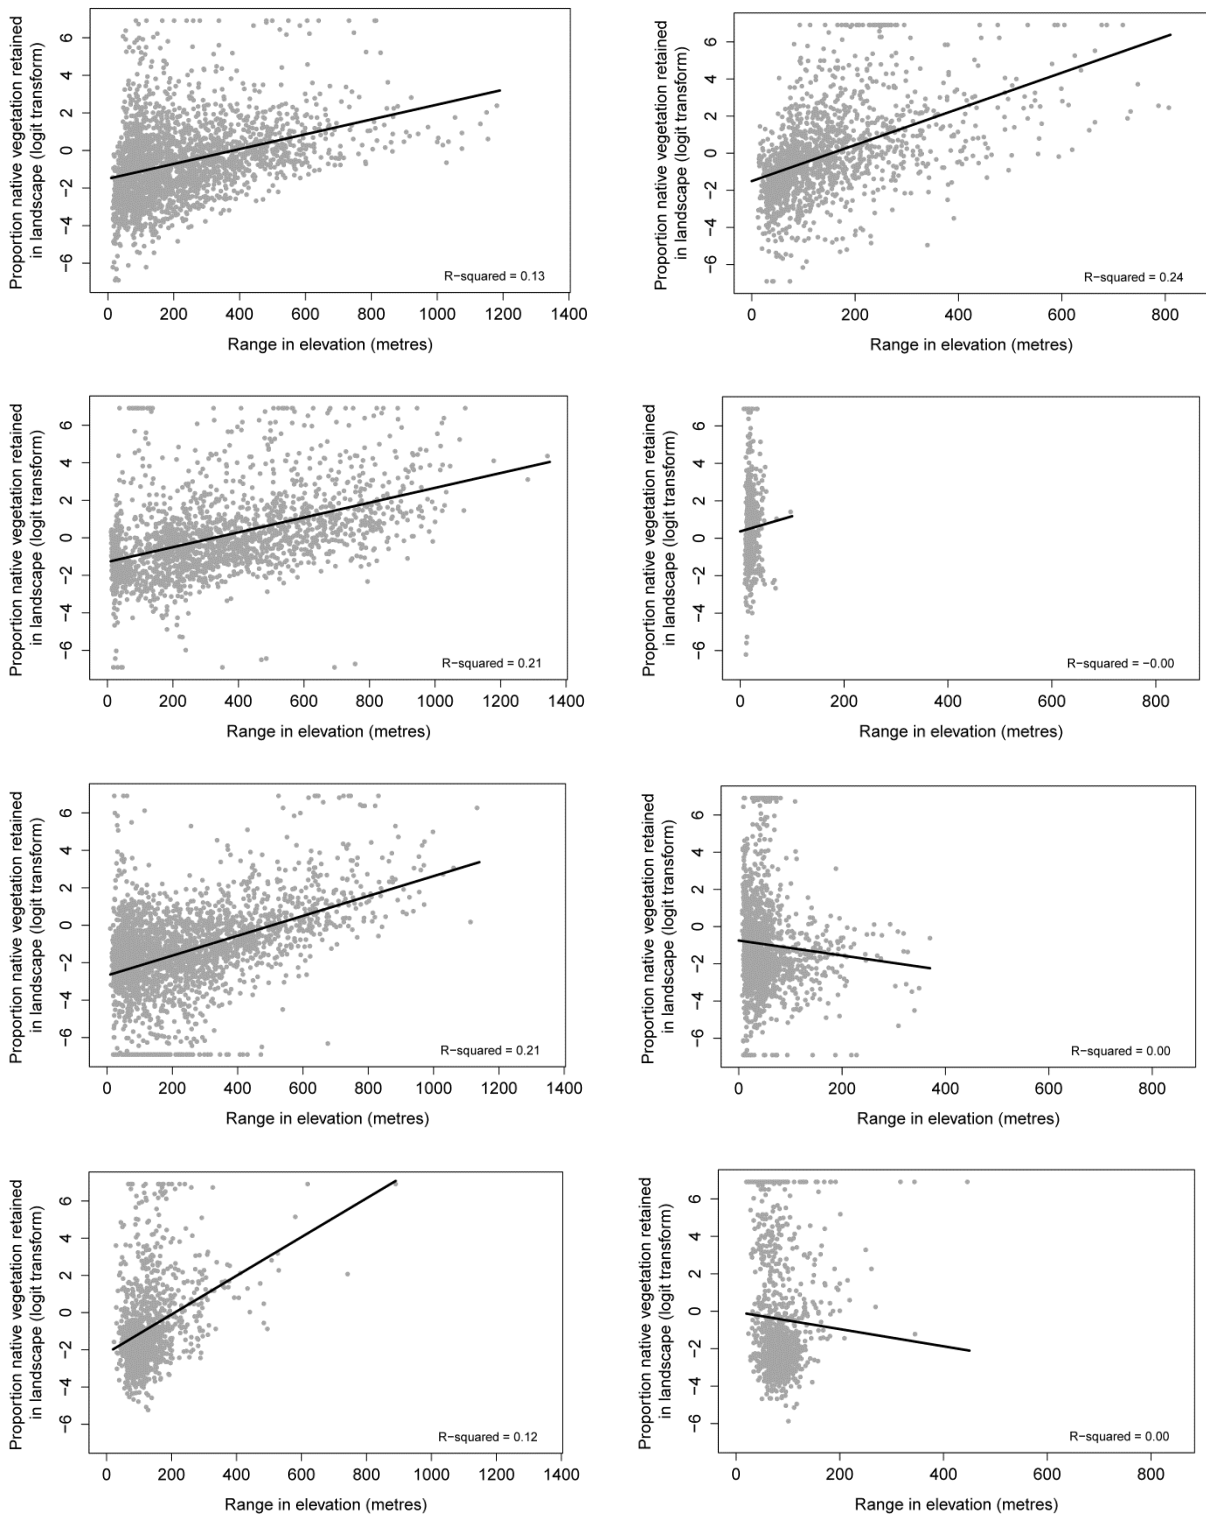 Proportion native vegetation retained
in landscape (logit transform)
6
4
2
0
−2
−4
−6
R−squared = 0.13
0 200 400 600 800 1000 1200 1400
Range in elevation (metres)
Proportion native vegetation retained
in landscape (logit transform)
6
4
2
0
−2
−4
−6
R−squared = 0.24
0 200 400 600 800
Range in elevation (metres)
Proportion native vegetation retained
in landscape (logit transform)
6
4
2
0
−2
−4
−6
R−squared = 0.21
0 200 400 600 800 1000 1200 1400
Range in elevation (metres)
Proportion native vegetation retained
in landscape (logit transform)
6
4
2
0
−2
−4
−6
R−squared = −0.00
0 200 400 600 800
Range in elevation (metres)
Proportion native vegetation retained
in landscape (logit transform)
6
4
2
0
−2
−4
−6
R−squared = 0.21
0 200 400 600 800 1000 1200 1400
Range in elevation (metres)
Proportion native vegetation retained
in landscape (logit transform)
6
4
2
0
−2
−4
−6
R−squared = 0.00
0 200 400 600 800
Range in elevation (metres)
Proportion native vegetation retained
in landscape (logit transform)
6
4
2
0
−2
−4
−6
R−squared = 0.12
0 200 400 600 800 1000 1200 1400
Range in elevation (metres)
Proportion native vegetation retained
in landscape (logit transform)
6
4
2
0
−2
−4
−6
R−squared = 0.00
0 200 400 600 800
Range in elevation (metres)